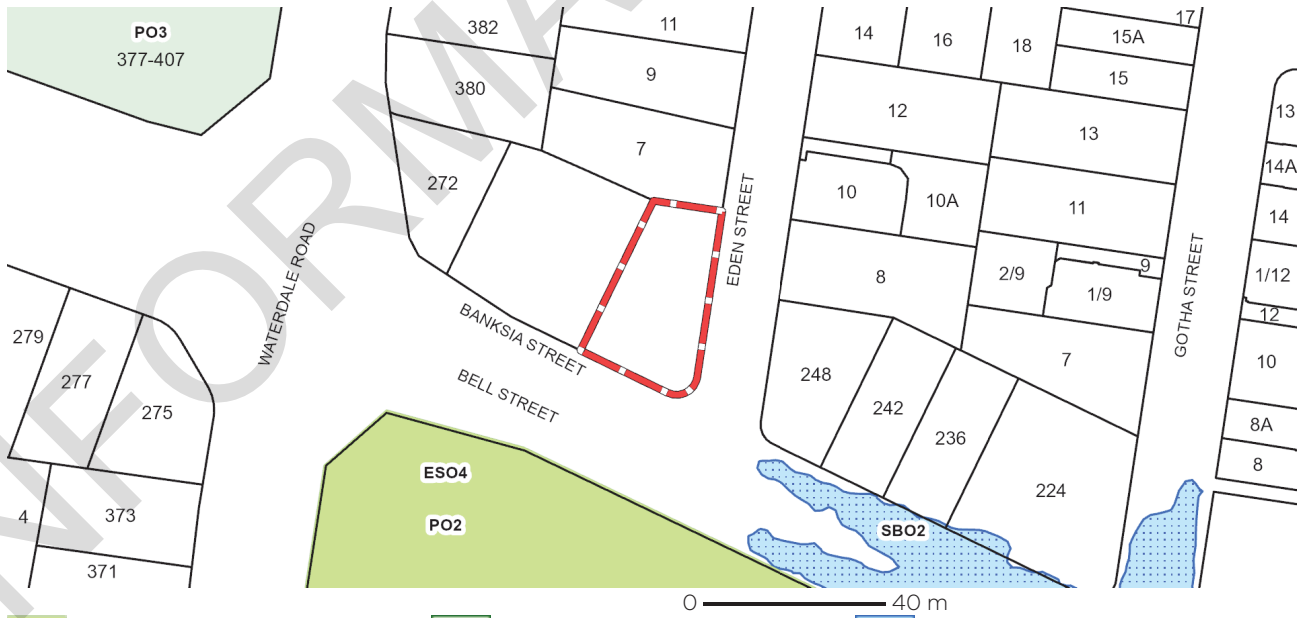 17
PO3
382
11
14
16
15A
377-407
18
9
15
380
12
13
13
7
14A
272
10
10A
11
14
EDEN STREET
WATERDALE ROAD
GOTHA STREET
8
2/9
9
1/12
1/9
12
BANKSIA STREET
279
277
248
7
10
275
BELL STREET
242
236
8A
ESO4
8
224
4
373
PO2
SBO2
371
0
40 m
INFORMA